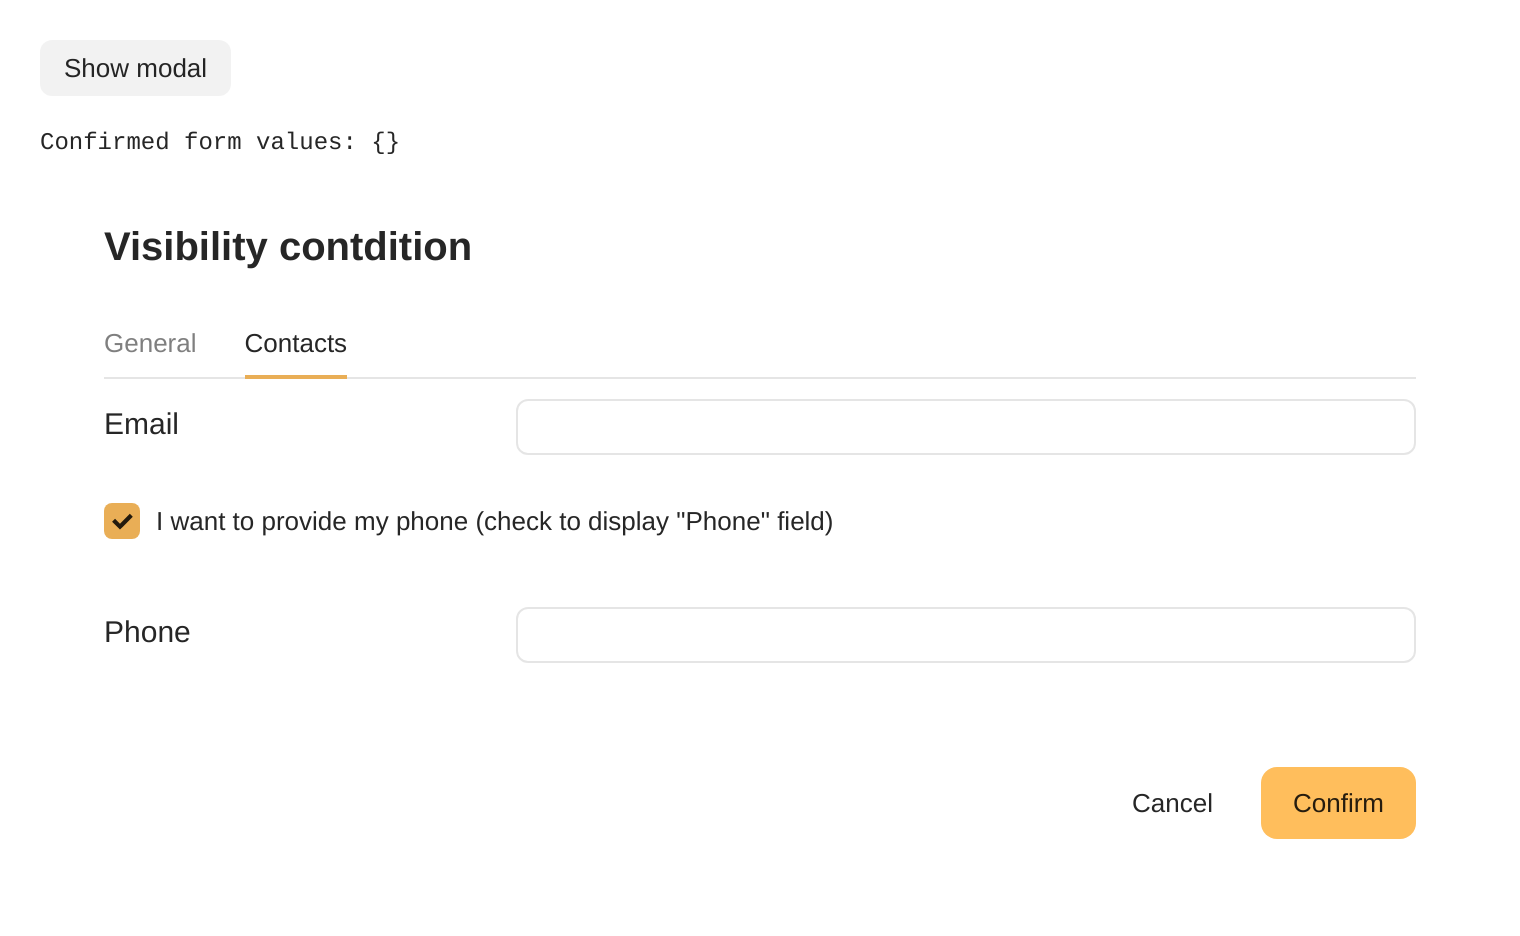 Show modal
Confirmed form values: {}
Visibility contdition
General Contacts
Email
I want to provide my phone (check to display "Phone" field)
Phone
Cancel Confirm